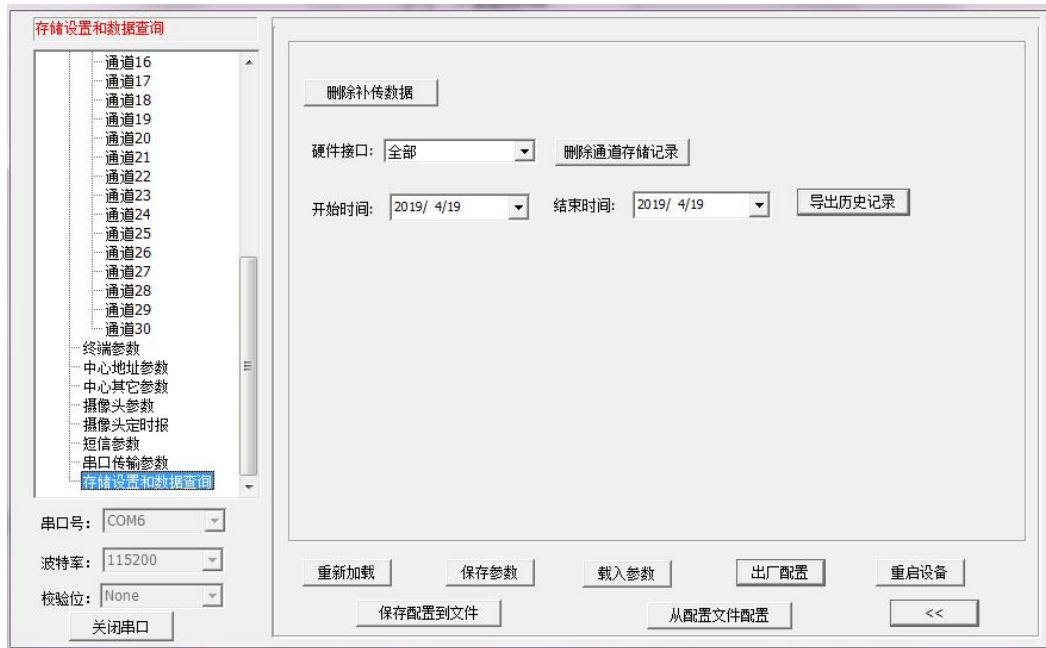 存储设置和数据查询
通道16
通道17
通道18
通道19
通道20
通道21
通道22
通道23
通道24
通道25
通道26
通道27
通道28
通道29
通道30
终端参数
中心地址参数
中心其它参数
摄像头参数
摄像头定时报
短信参数
串口传输参数
存储设置和数据查询
串口号： COM6
波特率： 115200
校验位： None
关闭串口
删除补传数据
硬件接口： 全部 删除通道存储记录
开始时间： 2019/ 4/19 结束时间： 2019/ 4/19 导出历史记录
重新加载 保存参数 载入参数 出厂配置 重启设备
保存配置到文件 从配置文件配置 <<